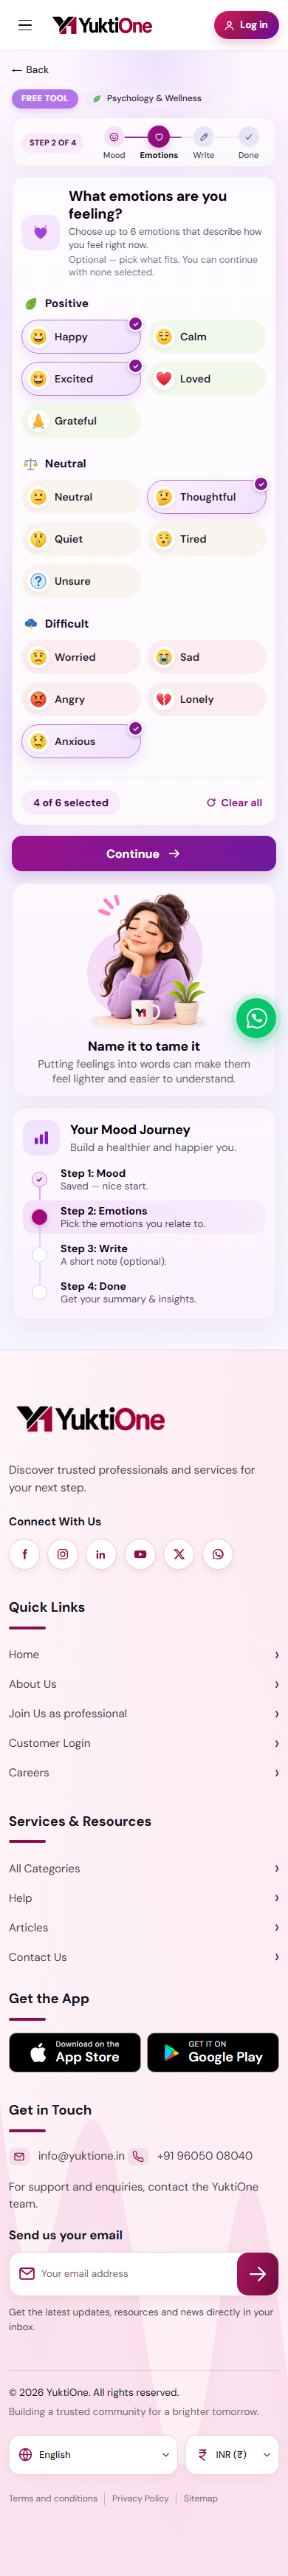 YuktiOne
Log in
← Back
FREE TOOL
Psychology & Wellness
STEP 2 OF 4
Mood
Emotions
Write
Done
What emotions are you
feeling?
Choose up to 6 emotions that describe how
you feel right now.
Optional — pick what fits. You can continue
with none selected.
Positive
Happy
Calm
Excited
Loved
Grateful
Neutral
Neutral
Thoughtful
Quiet
Tired
Unsure
Difficult
Worried
Sad
Angry
Lonely
Anxious
4 of 6 selected
Clear all
Continue →
Name it to tame it
Putting feelings into words can make them
feel lighter and easier to understand.
Your Mood Journey
Build a healthier and happier you.
Step 1: Mood
Saved — nice start.
Step 2: Emotions
Pick the emotions you relate to.
Step 3: Write
A short note (optional).
Step 4: Done
Get your summary & insights.
YuktiOne
Discover trusted professionals and services for
your next step.
Connect With Us
Quick Links
Home
About Us
Join Us as professional
Customer Login
Careers
Services & Resources
All Categories
Help
Articles
Contact Us
Get the App
Download on the
App Store
GET IT ON
Google Play
Get in Touch
info@yuktione.in
+91 96050 08040
For support and enquiries, contact the YuktiOne
team.
Send us your email
Your email address
Get the latest updates, resources and news directly in your
inbox.
© 2026 YuktiOne. All rights reserved.
Building a trusted community for a brighter tomorrow.
English
₹ INR (₹)
Terms and conditions
Privacy Policy
Sitemap